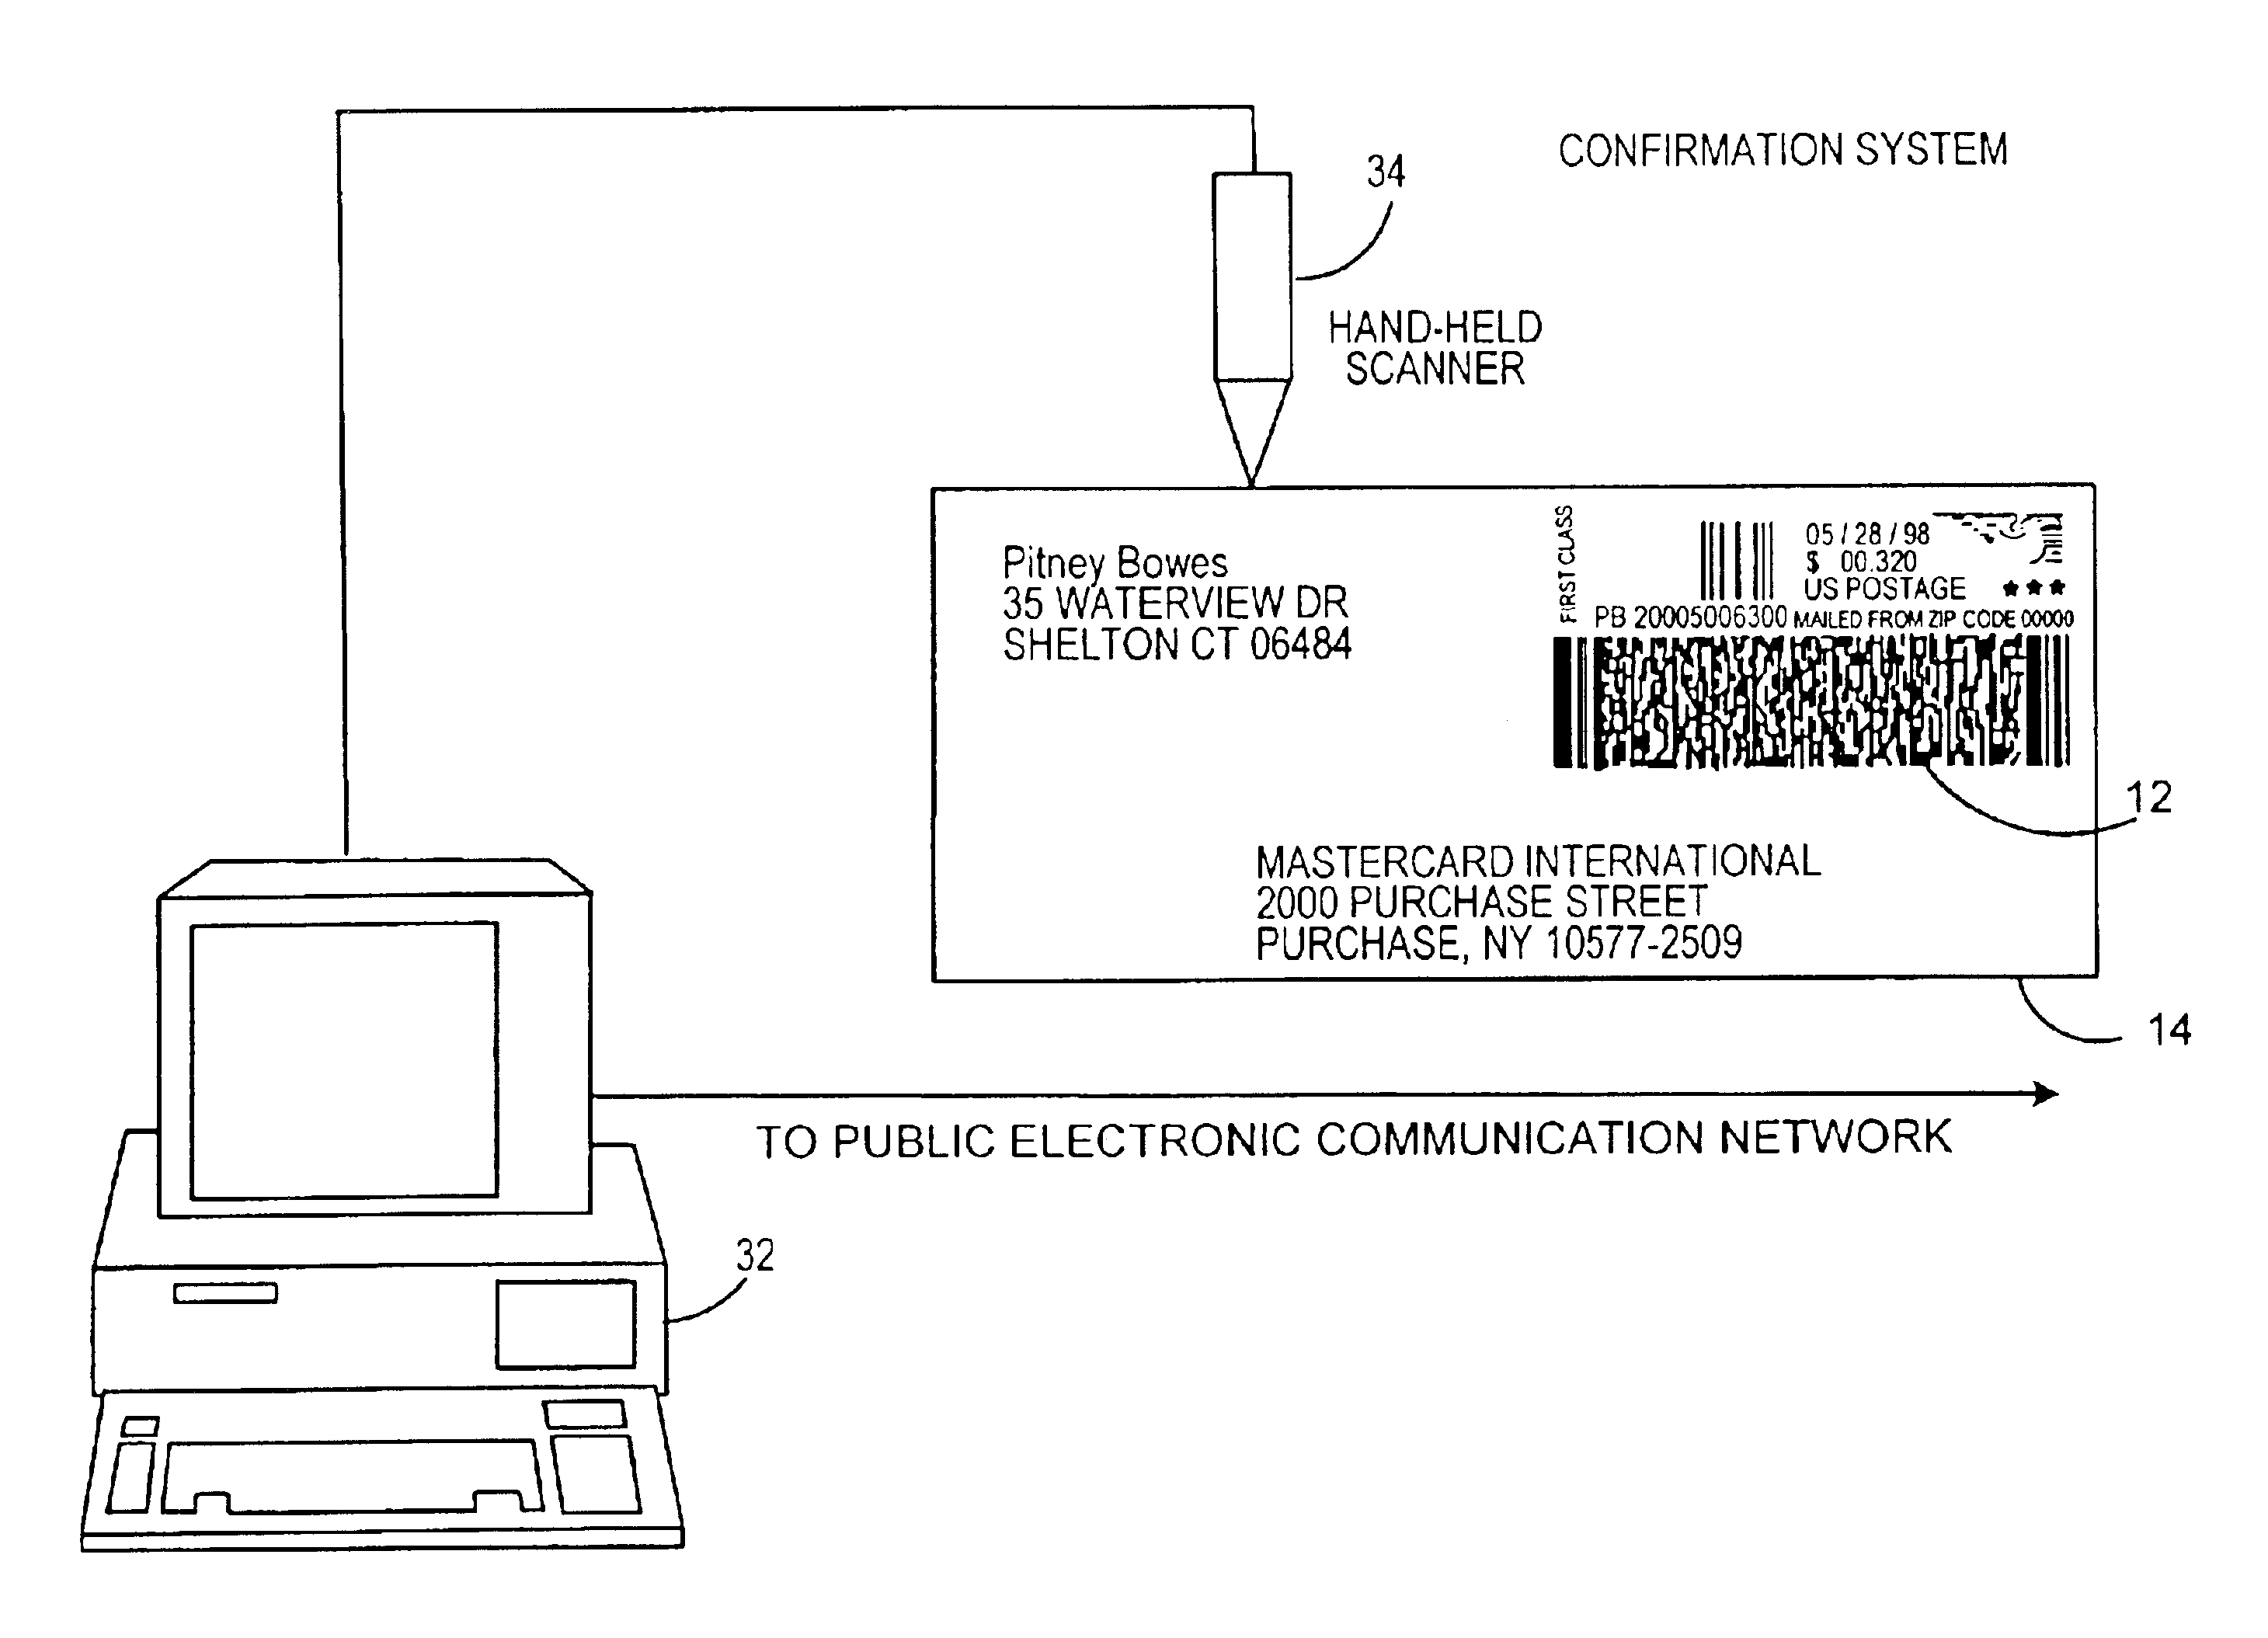 CONFIRMATION SYSTEM
34
HAND-HELD
SCANNER
Pitney Bowes
35 WATERVIEW DR
SHELTON CT 06484
FIRST CLASS
05 / 28 / 98
$ 00.320
US POSTAGE ★★★
PB 20005006300 MAILED FROM ZIP CODE 00000
12
MASTERCARD INTERNATIONAL
2000 PURCHASE STREET
PURCHASE, NY 10577-2509
14
TO PUBLIC ELECTRONIC COMMUNICATION NETWORK
32